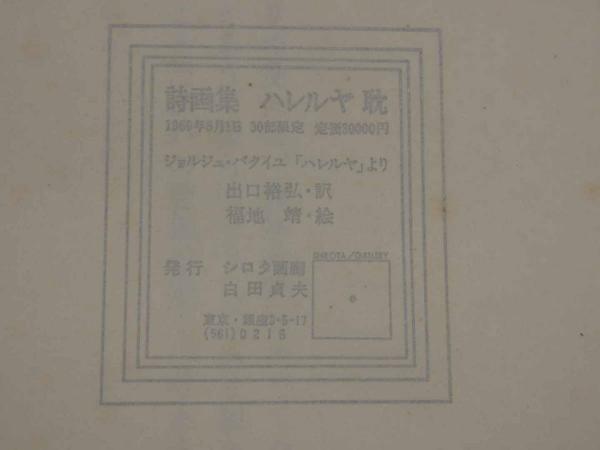 詩画集 ハレルヤ 耽
1969年5月1日 30部限定 定価30000円
ジョルジュ・バタイユ「ハレルヤ」より
出口裕弘・訳
福地 靖・絵
SHIROTA/GALLERY
発行 シロタ画廊
白田貞夫
東京・銀座3-5-17
(561)0216